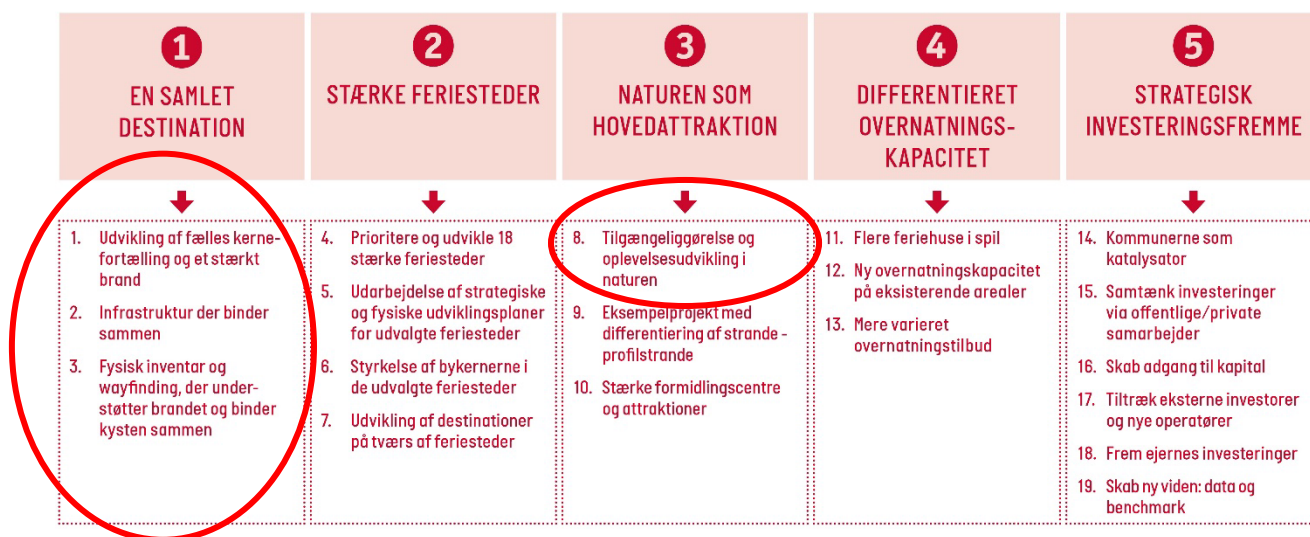 1
EN SAMLET
DESTINATION
1. Udvikling af fælles kerne-
fortælling og et stærkt
brand
2. Infrastruktur der binder
sammen
3. Fysisk inventar og
wayfinding, der under-
støtter brandet og binder
kysten sammen
2
STÆRKE FERIESTEDER
4. Prioritere og udvikle 18
stærke feriesteder
5. Udarbejdelse af strategiske
og fysiske udviklingsplaner
for udvalgte feriesteder
6. Styrkelse af bykernerne i
de udvalgte feriesteder
7. Udvikling af destinationer
på tværs af feriesteder
3
NATUREN SOM
HOVEDATTRAKTION
8. Tilgængeliggørelse og
oplevelsesudvikling i
naturen
9. Eksempelprojekt med
differentiering af strande -
profilstrande
10. Stærke formidlingscentre
og attraktioner
4
DIFFERENTIERET
OVERNATNINGS-
KAPACITET
11. Flere feriehuse i spil
12. Ny overnatningskapacitet
på eksisterende arealer
13. Mere varieret
overnatningstilbud
5
STRATEGISK
INVESTERINGSFREMME
14. Kommunerne som
katalysator
15. Samtænk investeringer
via offentlige/private
samarbejder
16. Skab adgang til kapital
17. Tiltræk eksterne investorer
og nye operatører
18. Frem ejernes investeringer
19. Skab ny viden: data og
benchmark